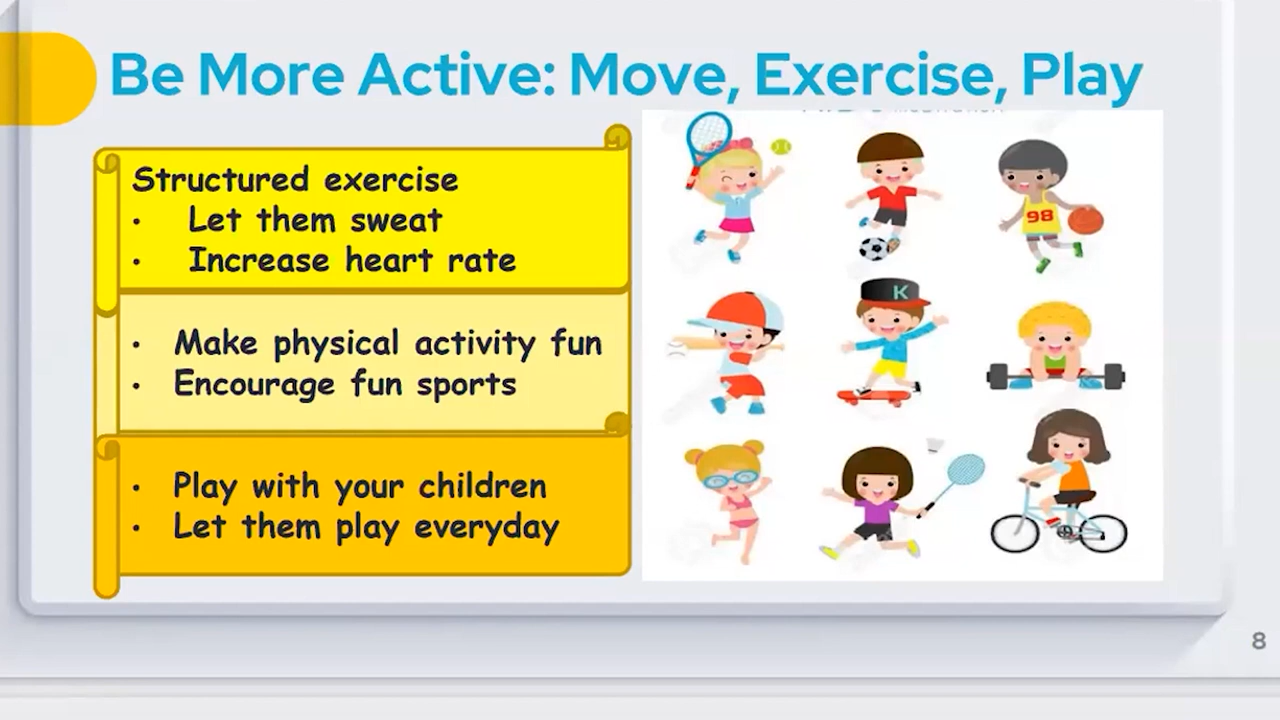 Be More Active: Move, Exercise, Play
Structured exercise
• Let them sweat
• Increase heart rate
• Make physical activity fun
• Encourage fun sports
• Play with your children
• Let them play everyday
98
K
8